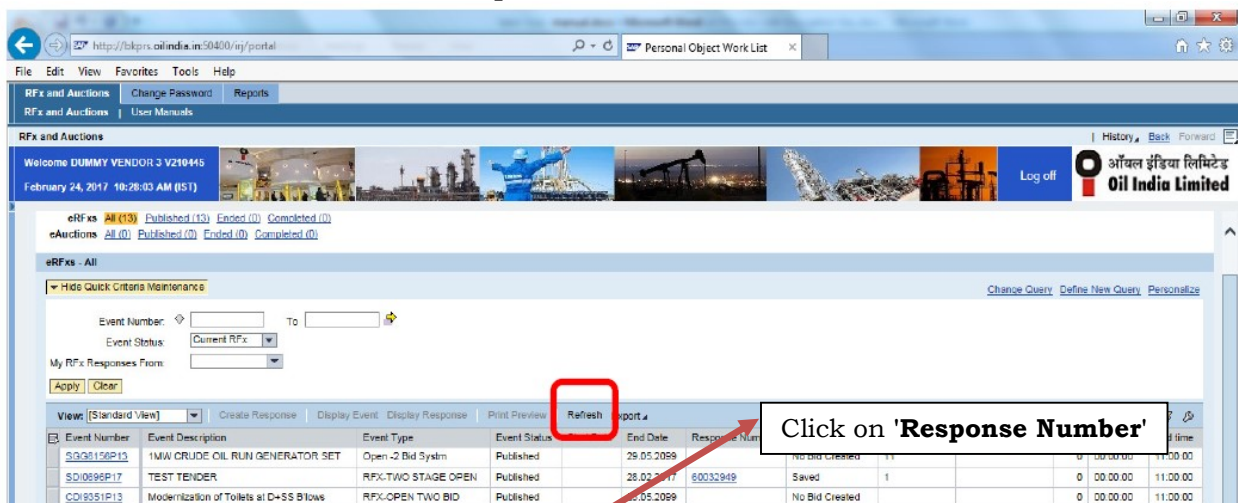 http://bkprs.oilindia.in:50400/irj/portal
Personal Object Work List
File Edit View Favorites Tools Help
RFx and Auctions Change Password Reports
RFx and Auctions | User Manuals
RFx and Auctions | History Back Forward
Welcome DUMMY VENDOR 3 V210445
February 24, 2017 10:28:03 AM (IST)
Log off
ऑयल इंडिया लिमिटेड
Oil India Limited
eRFxs All (13) Published (13) Ended (0) Completed (0)
eAuctions All (0) Published (0) Ended (0) Completed (0)
eRFxs - All
Hide Quick Criteria Maintenance Change Query Define New Query Personalize
Event Number: To
Event Status: Current RFx
My RFx Responses From:
Apply Clear
View: [Standard View] Create Response Display Event Display Response Print Preview Refresh Export
Click on 'Response Number'
Event Number Event Description Event Type Event Status End Date Response Num d time
SGG8156P13 1MW CRUDE OIL RUN GENERATOR SET Open -2 Bid Systm Published 29.05.2099 No Bid Created 11 0 00:00:00 11:00:00
SDI0696P17 TEST TENDER RFX-TWO STAGE OPEN Published 28.02.2017 60032949 Saved 1 0 00:00:00 11:00:00
CDI9351P13 Modernization of Toilets at D+SS B'lows RFX-OPEN TWO BID Published .05.2099 No Bid Created 0 00:00:00 11:00:00